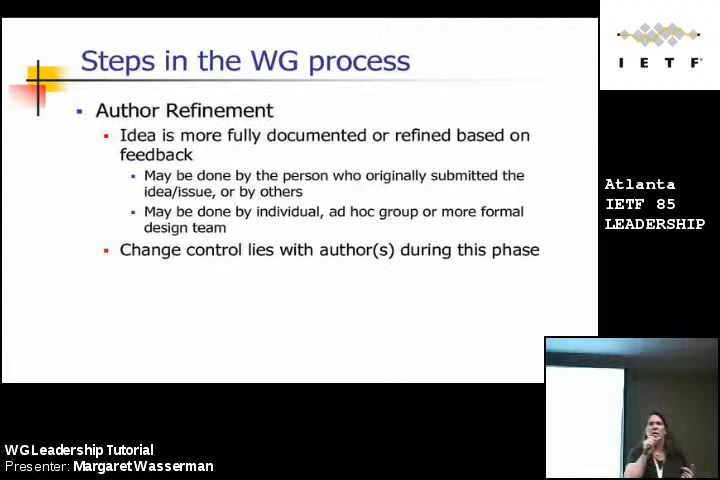 Steps in the WG process
Author Refinement
Idea is more fully documented or refined based on
feedback
May be done by the person who originally submitted the
idea/issue, or by others
May be done by individual, ad hoc group or more formal
design team
Change control lies with author(s) during this phase
I E T F
Atlanta
IETF 85
LEADERSHIP
WG Leadership Tutorial
Presenter: Margaret Wasserman